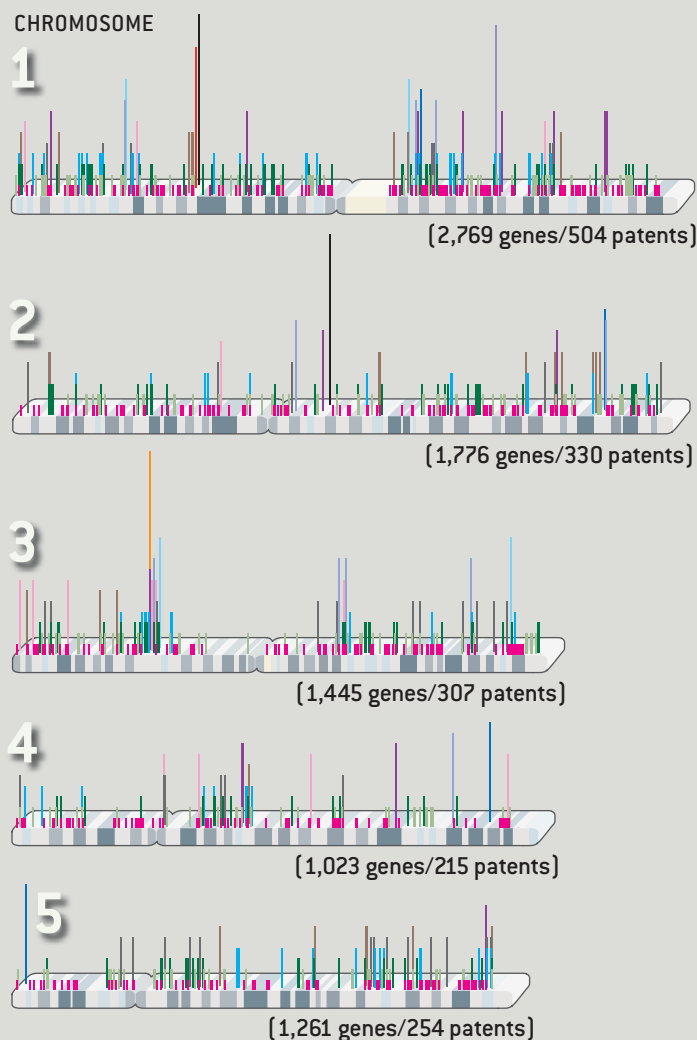 CHROMOSOME
1
(2,769 genes/504 patents)
2
(1,776 genes/330 patents)
3
(1,445 genes/307 patents)
4
(1,023 genes/215 patents)
5
(1,261 genes/254 patents)